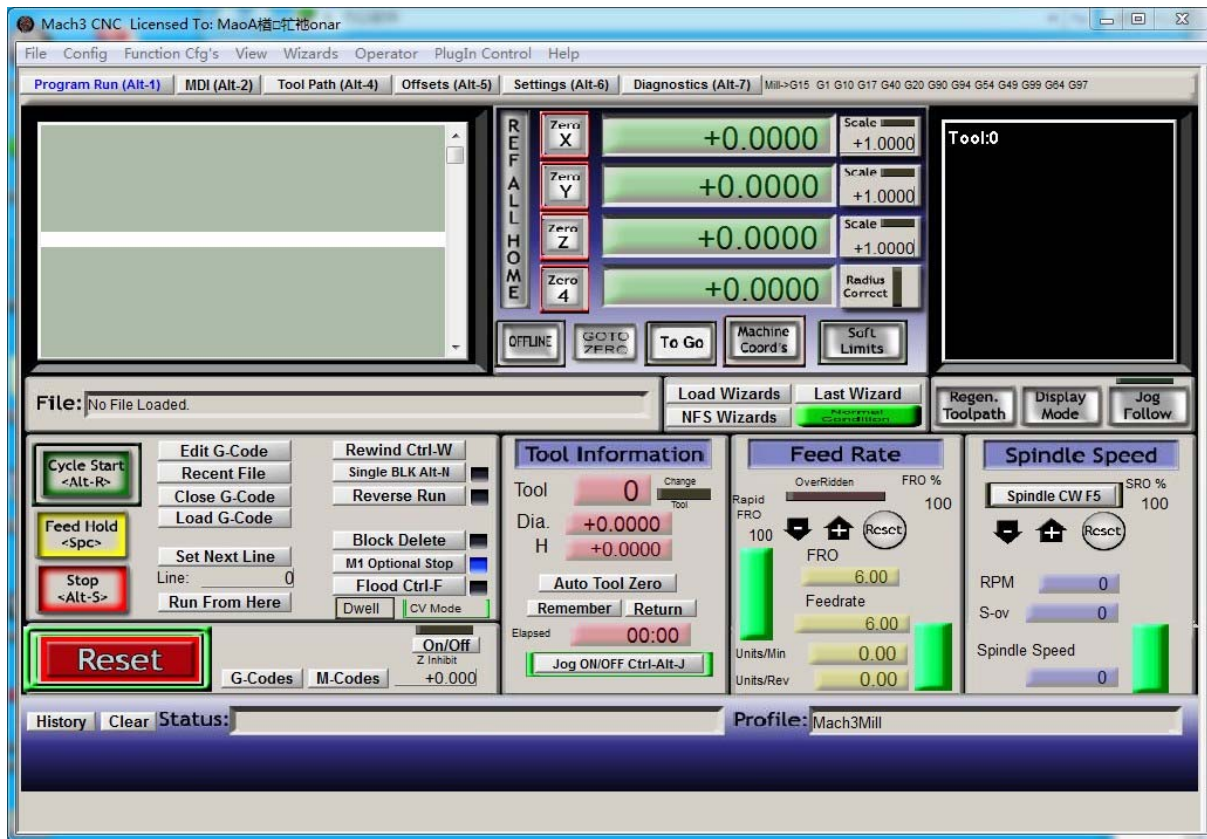 Mach3 CNC Licensed To: MaoA楿□牤祂onar
File Config Function Cfg's View Wizards Operator PlugIn Control Help
Program Run (Alt-1) MDI (Alt-2) Tool Path (Alt-4) Offsets (Alt-5) Settings (Alt-6) Diagnostics (Alt-7) Mill->G15 G1 G10 G17 G40 G20 G90 G94 G54 G49 G99 G64 G97
REF ALL HOME
Zero X +0.0000 Scale +1.0000
Zero Y +0.0000 Scale +1.0000
Zero Z +0.0000 Scale +1.0000
Zero 4 +0.0000 Radius Correct
OFFLINE GOTO ZERO To Go Machine Coord's Soft Limits
Tool:0
File: No File Loaded.
Load Wizards Last Wizard
NFS Wizards Normal Condition
Regen. Toolpath Display Mode Jog Follow
Cycle Start
<Alt-R>
Feed Hold
<Spc>
Stop
<Alt-S>
Edit G-Code
Recent File
Close G-Code
Load G-Code
Set Next Line
Line: 0
Run From Here
Rewind Ctrl-W
Single BLK Alt-N
Reverse Run
Block Delete
M1 Optional Stop
Flood Ctrl-F
Dwell CV Mode
Reset
G-Codes M-Codes
On/Off
Z Inhibit
+0.000
Tool Information
Tool 0 Change Tool
Dia. +0.0000
H +0.0000
Auto Tool Zero
Remember Return
Elapsed 00:00
Jog ON/OFF Ctrl-Alt-J
Feed Rate
OverRidden FRO %
100
Rapid
FRO
100
Reset
FRO
6.00
Feedrate
6.00
Units/Min 0.00
Units/Rev 0.00
Spindle Speed
Spindle CW F5 SRO %
100
Reset
RPM 0
S-ov 0
Spindle Speed
0
History Clear Status:
Profile: Mach3Mill